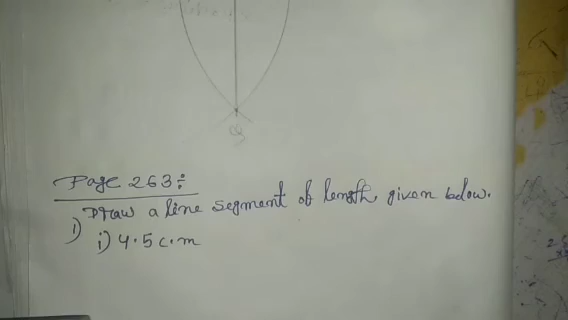 Q
Page 263:
1) Draw a line segment of length given below.
i) 4.5 c.m